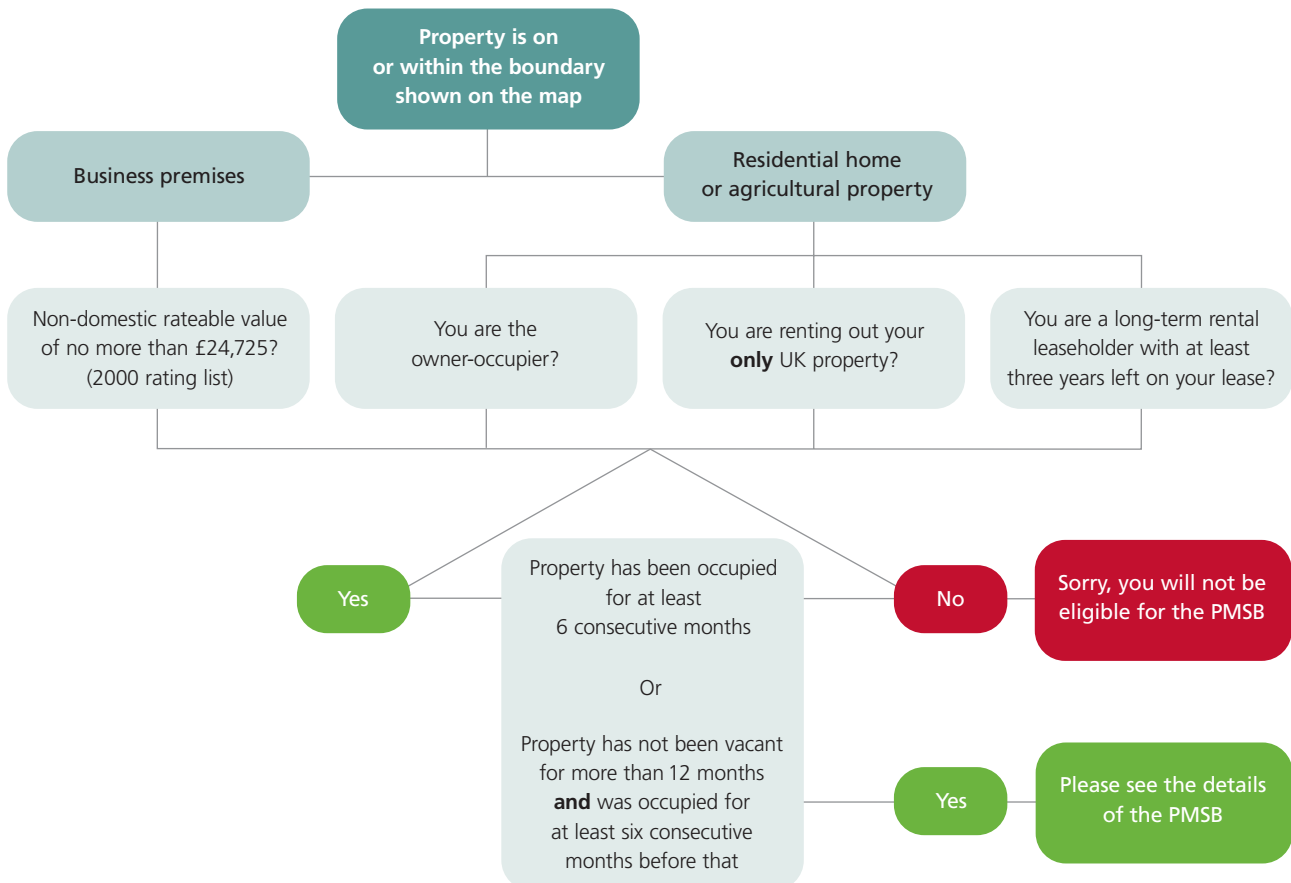 Property is on
or within the boundary
shown on the map
Business premises
Residential home
or agricultural property
Non-domestic rateable value
of no more than £24,725?
(2000 rating list)
You are the
owner-occupier?
You are renting out your
only UK property?
You are a long-term rental
leaseholder with at least
three years left on your lease?
Yes
Property has been occupied
for at least
6 consecutive months
Or
Property has not been vacant
for more than 12 months
and was occupied for
at least six consecutive
months before that
No
Sorry, you will not be
eligible for the PMSB
Yes
Please see the details
of the PMSB